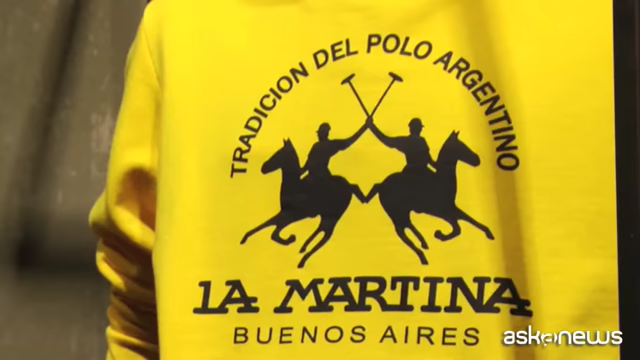 TRADICION DEL POLO ARGENTINO
LA MARTINA
BUENOS AIRES
askanews